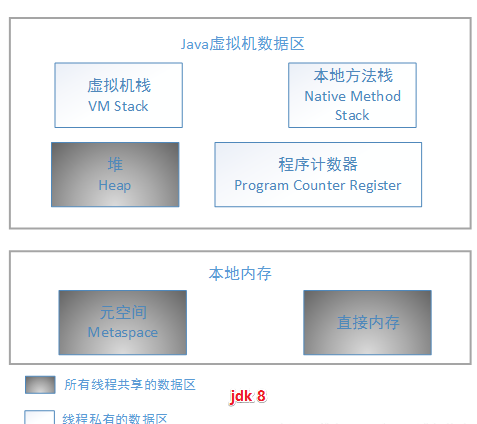 Java虚拟机数据区
虚拟机栈
VM Stack
本地方法栈
Native Method
Stack
堆
Heap
程序计数器
Program Counter Register
本地内存
元空间
Metaspace
直接内存
所有线程共享的数据区
jdk 8
线程私有的数据区